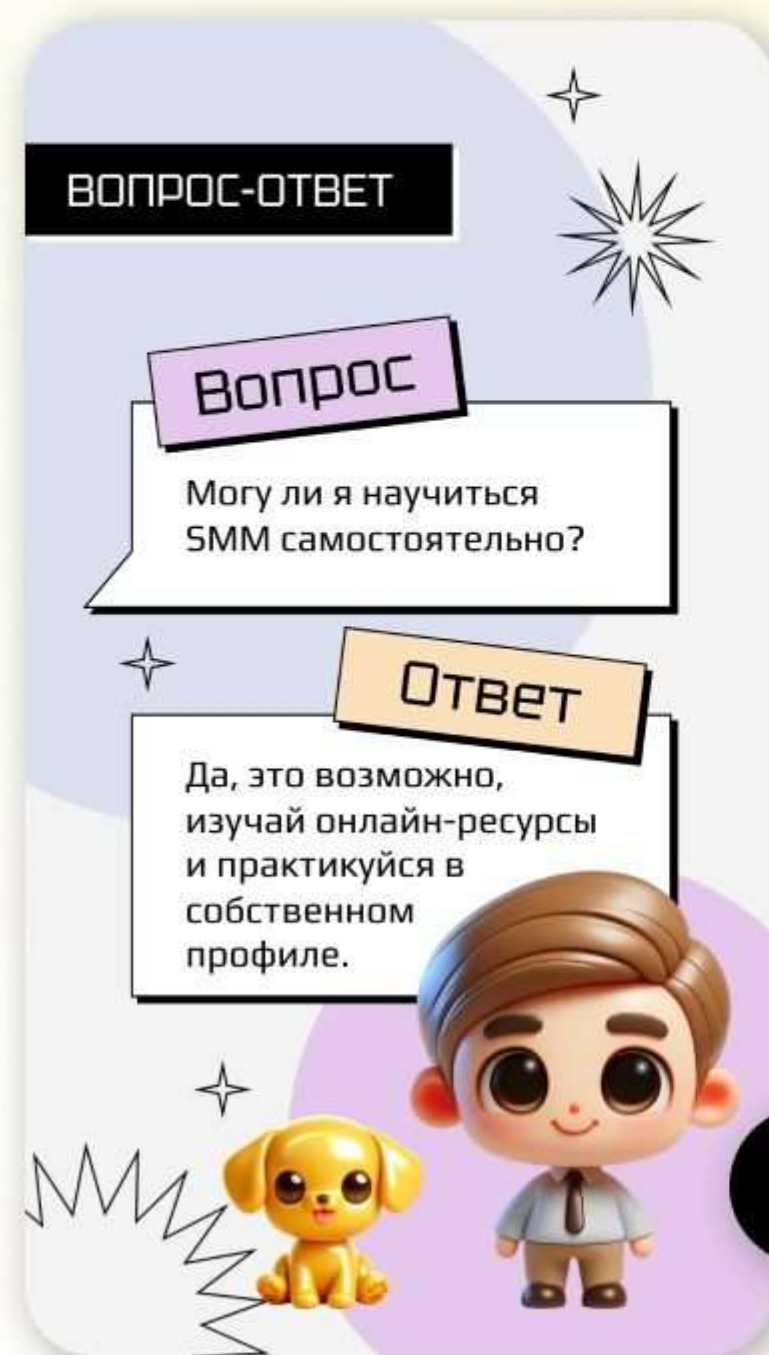 ВОПРОС-ОТВЕТ
Вопрос
Могу ли я научиться
SMM самостоятельно?
Ответ
Да, это возможно,
изучай онлайн-ресурсы
и практикуйся в
собственном
профиле.